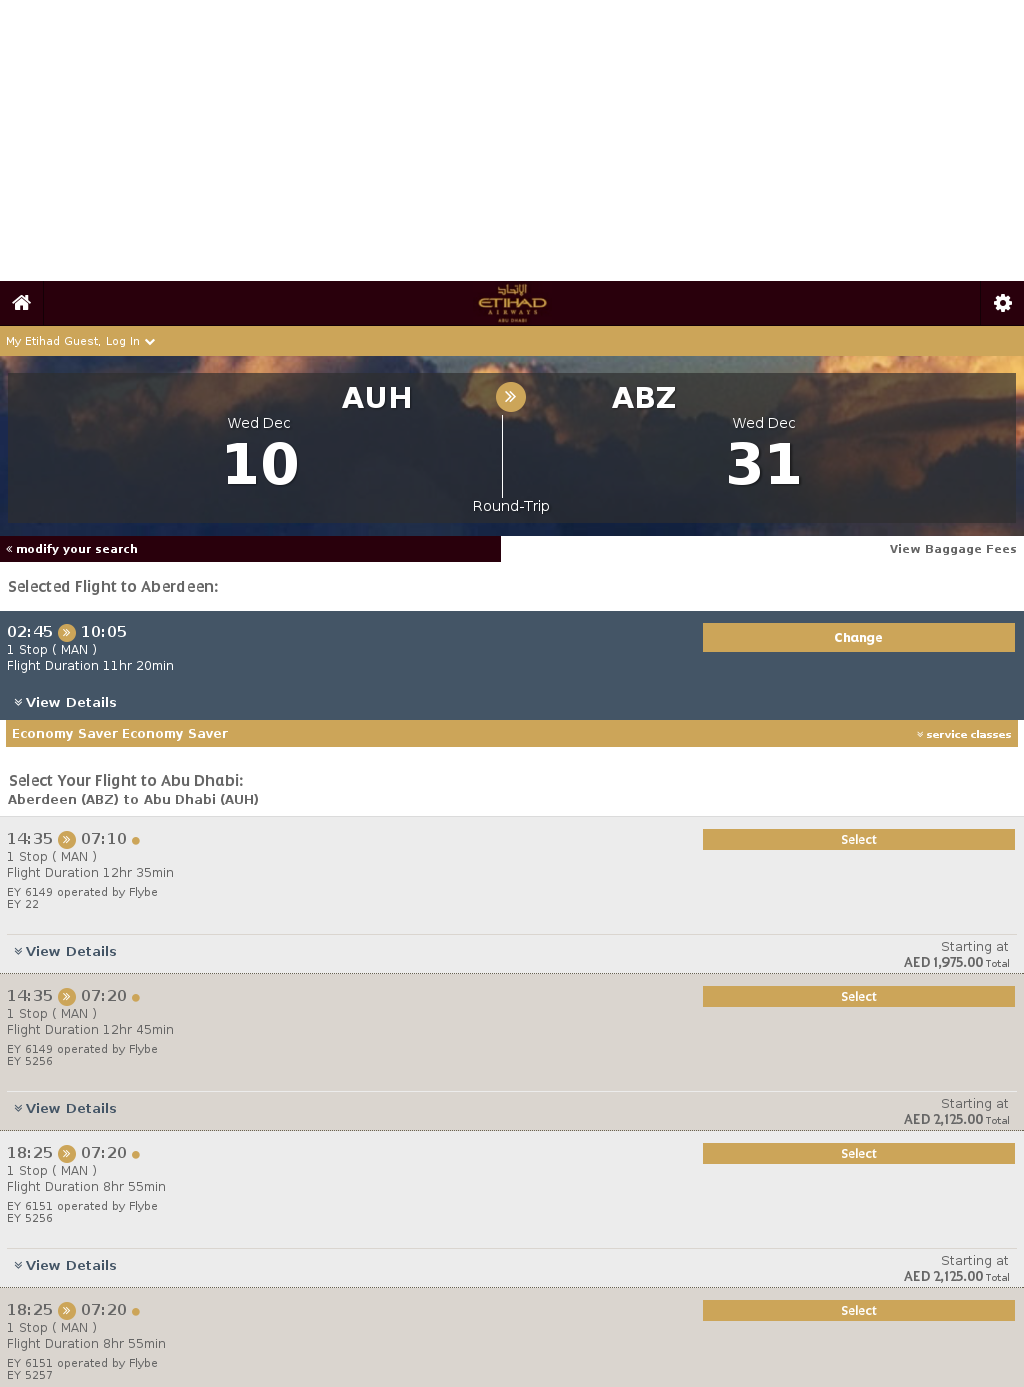 الإتحاد
ETIHAD
AIRWAYS
ABU DHABI
My Etihad Guest, Log In
AUH ABZ
Wed Dec Wed Dec
10 31
Round-Trip
« modify your search View Baggage Fees
Selected Flight to Aberdeen:
02:45 » 10:05 Change
1 Stop ( MAN )
Flight Duration 11hr 20min
View Details
Economy Saver Economy Saver service classes
Select Your Flight to Abu Dhabi:
Aberdeen (ABZ) to Abu Dhabi (AUH)
14:35 » 07:10 Select
1 Stop ( MAN )
Flight Duration 12hr 35min
EY 6149 operated by Flybe
EY 22
Starting at
View Details
AED 1,975.00 Total
14:35 » 07:20 Select
1 Stop ( MAN )
Flight Duration 12hr 45min
EY 6149 operated by Flybe
EY 5256
Starting at
View Details
AED 2,125.00 Total
18:25 » 07:20 Select
1 Stop ( MAN )
Flight Duration 8hr 55min
EY 6151 operated by Flybe
EY 5256
Starting at
View Details
AED 2,125.00 Total
18:25 » 07:20 Select
1 Stop ( MAN )
Flight Duration 8hr 55min
EY 6151 operated by Flybe
EY 5257